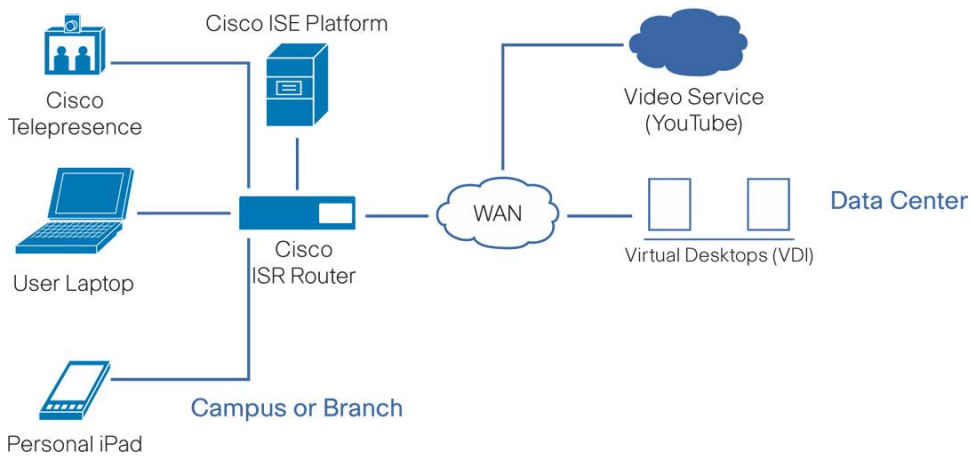 Cisco ISE Platform
Cisco
Telepresence
Video Service
(YouTube)
User Laptop
Cisco
ISR Router
WAN
Virtual Desktops (VDI)
Data Center
Personal iPad
Campus or Branch